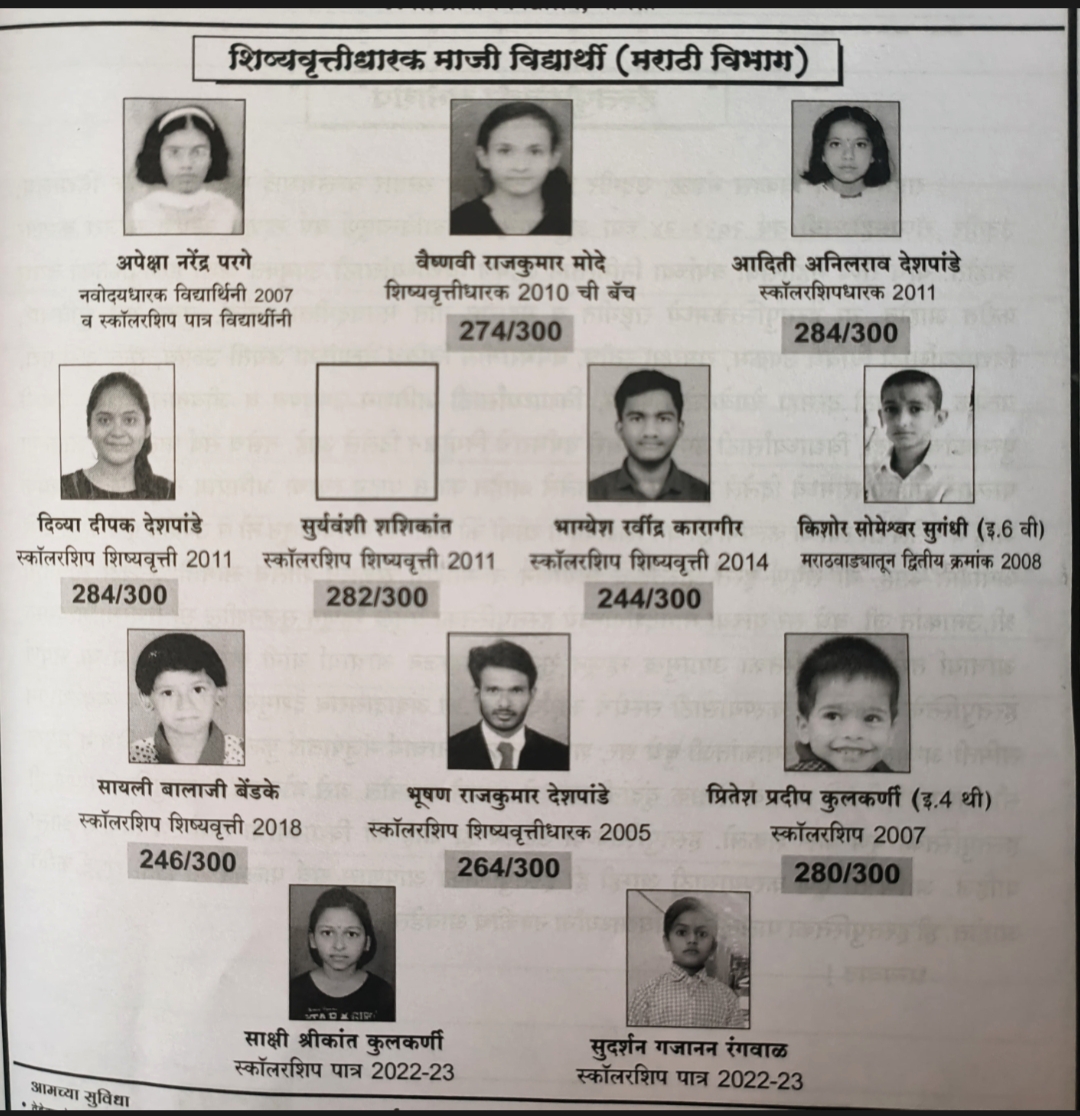 शिष्यवृत्तीधारक माजी विद्यार्थी (मराठी विभाग)
अपेक्षा नरेंद्र परगे
नवोदयधारक विद्यार्थिनी 2007
व स्कॉलरशिप पात्र विद्यार्थीनी
वैष्णवी राजकुमार मोदे
शिष्यवृत्तीधारक 2010 ची बॅच
274/300
आदिती अनिलराव देशपांडे
स्कॉलरशिपधारक 2011
284/300
दिव्या दीपक देशपांडे
स्कॉलरशिप शिष्यवृत्ती 2011
284/300
सुर्यवंशी शशिकांत
स्कॉलरशिप शिष्यवृत्ती 2011
282/300
भाग्येश रवींद्र कारागीर
स्कॉलरशिप शिष्यवृत्ती 2014
244/300
किशोर सोमेश्वर सुगंधी (इ.6 वी)
मराठवाड्यातून द्वितीय क्रमांक 2008
सायली बालाजी बेंडके
स्कॉलरशिप शिष्यवृत्ती 2018
246/300
भूषण राजकुमार देशपांडे
स्कॉलरशिप शिष्यवृत्तीधारक 2005
264/300
प्रितेश प्रदीप कुलकर्णी (इ.4 थी)
स्कॉलरशिप 2007
280/300
साक्षी श्रीकांत कुलकर्णी
स्कॉलरशिप पात्र 2022-23
सुदर्शन गजानन रंगवाळ
स्कॉलरशिप पात्र 2022-23
आमच्या सुविधा